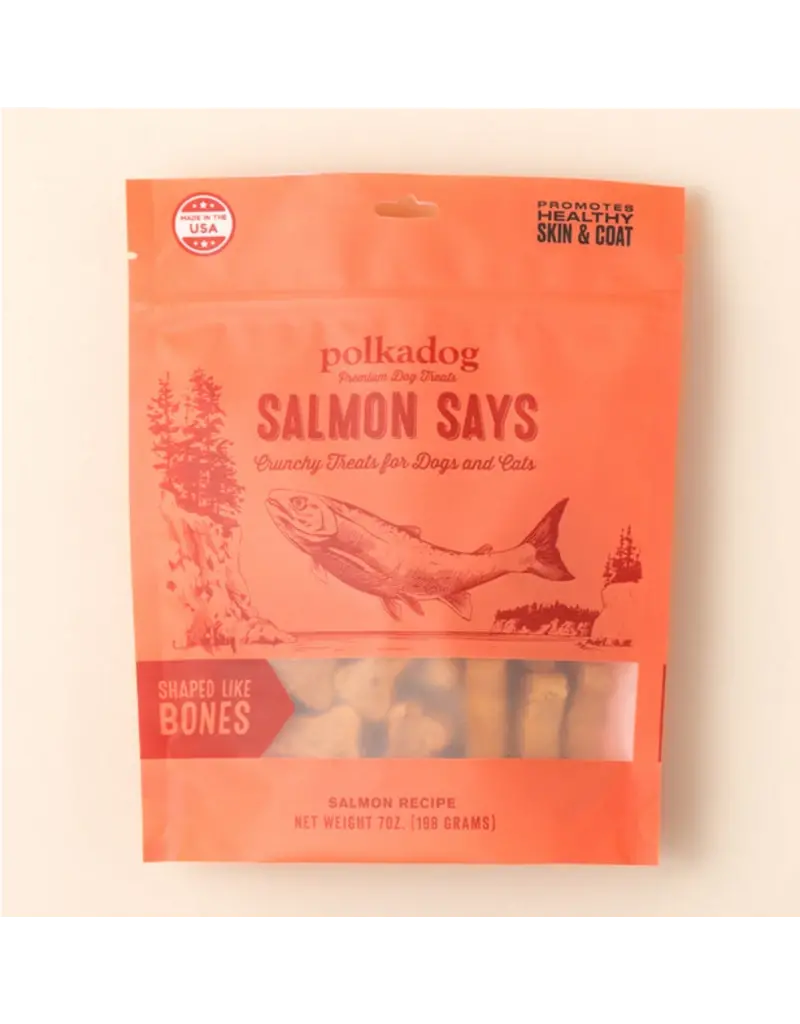 MADE IN THE
USA
PROMOTES
HEALTHY
SKIN & COAT
polkadog
Premium Dog Treats
SALMON SAYS
Crunchy Treats for Dogs and Cats
SHAPED LIKE
BONES
SALMON RECIPE
NET WEIGHT 7OZ. (198 GRAMS)